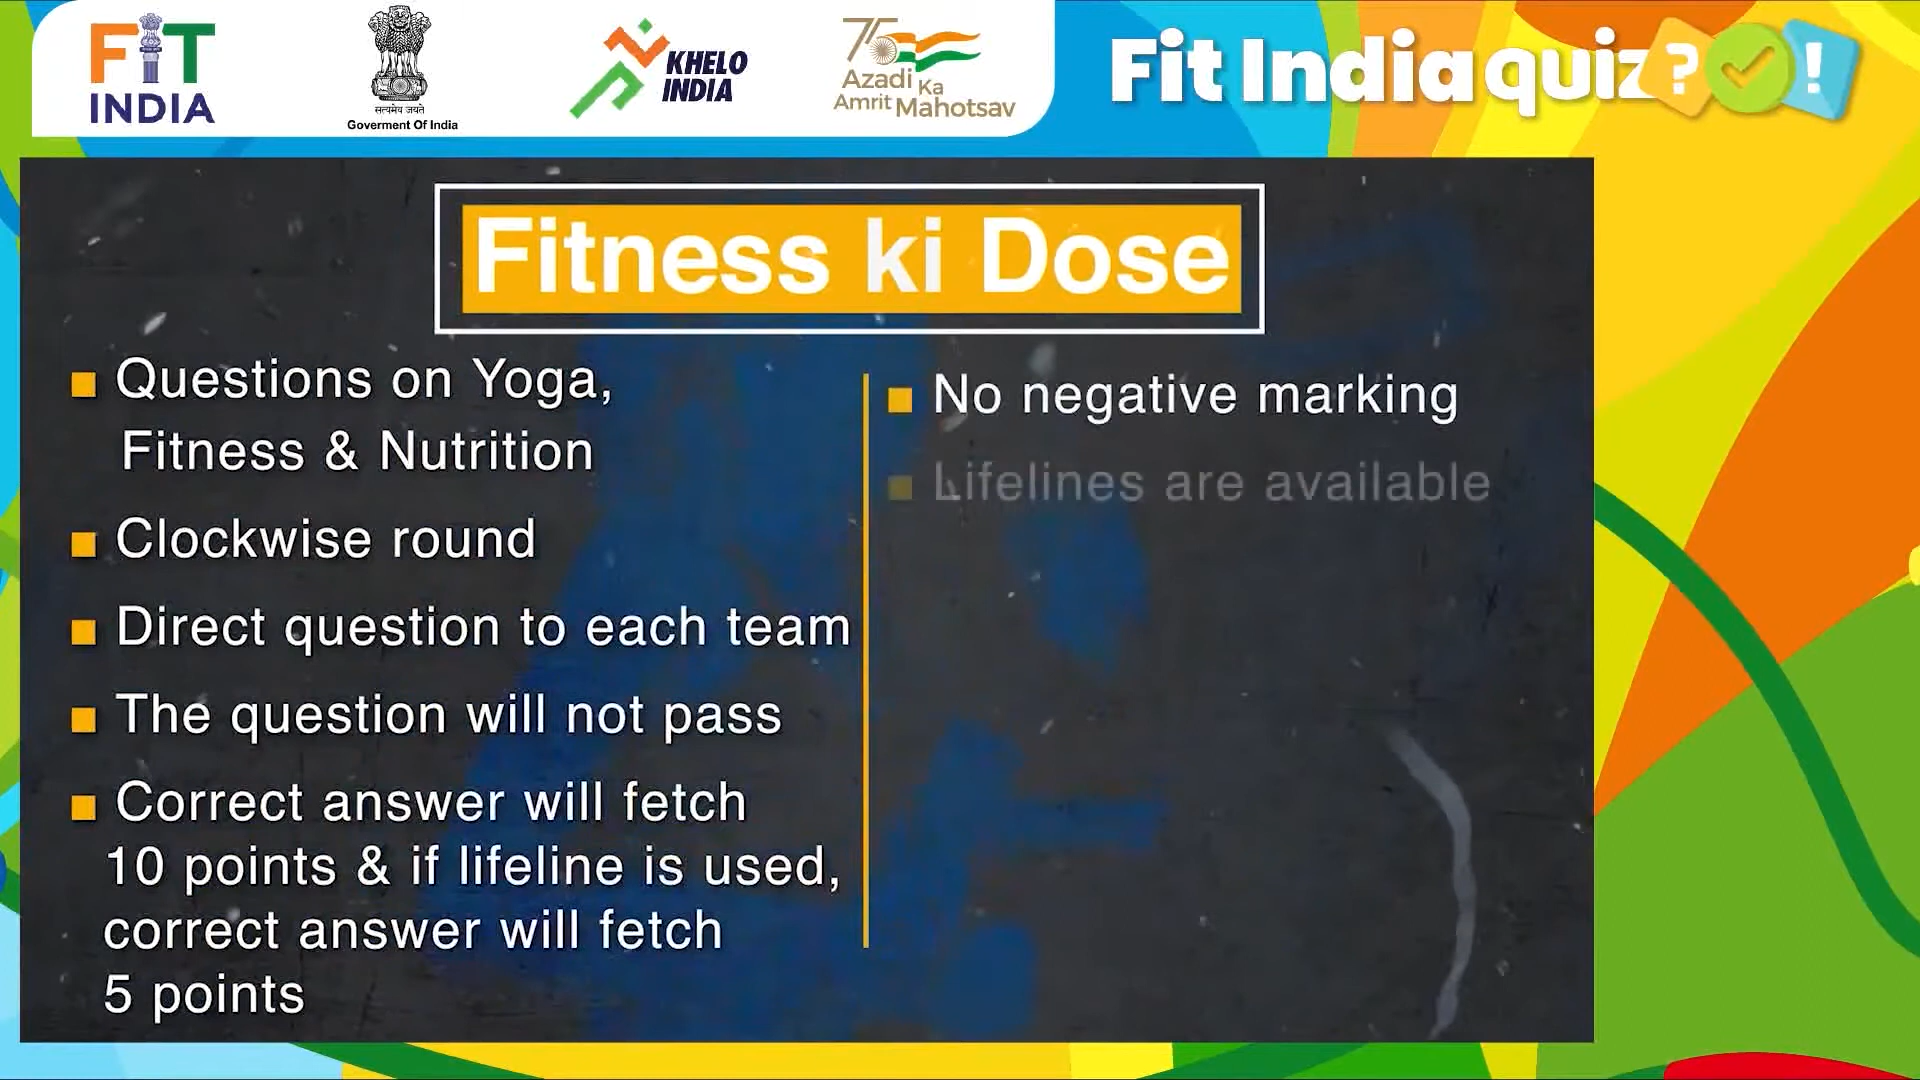 FIT
INDIA
सत्यमेव जयते
Goverment Of India
KHELO
INDIA
75
Azadi Ka
Amrit Mahotsav
Fit India quiz?!
Fitness ki Dose
Questions on Yoga,
Fitness & Nutrition
Clockwise round
Direct question to each team
The question will not pass
Correct answer will fetch
10 points & if lifeline is used,
correct answer will fetch
5 points
No negative marking
Lifelines are available